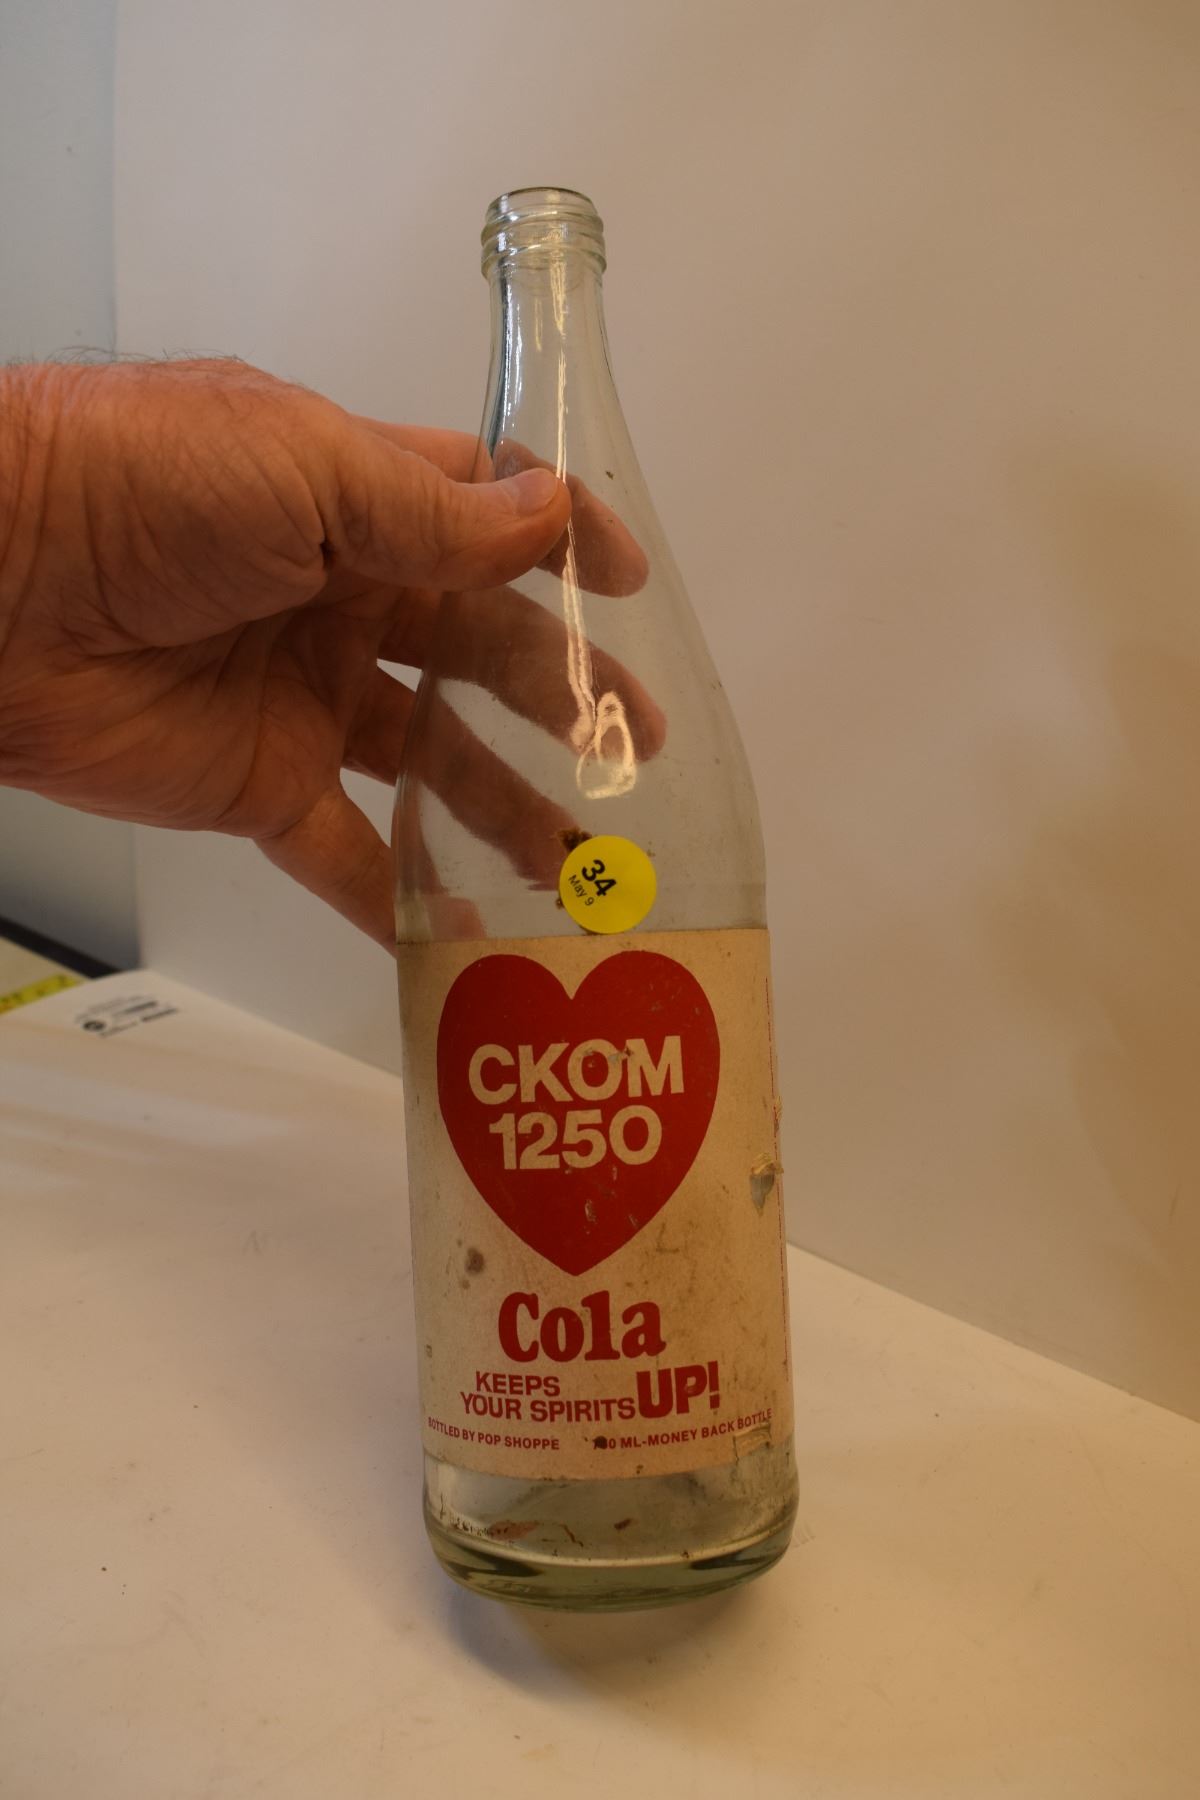 34
May 9
CKOM
1250
Cola
KEEPS
YOUR SPIRITS UP!
BOTTLED BY POP SHOPPE ML-MONEY BACK BOTTLE